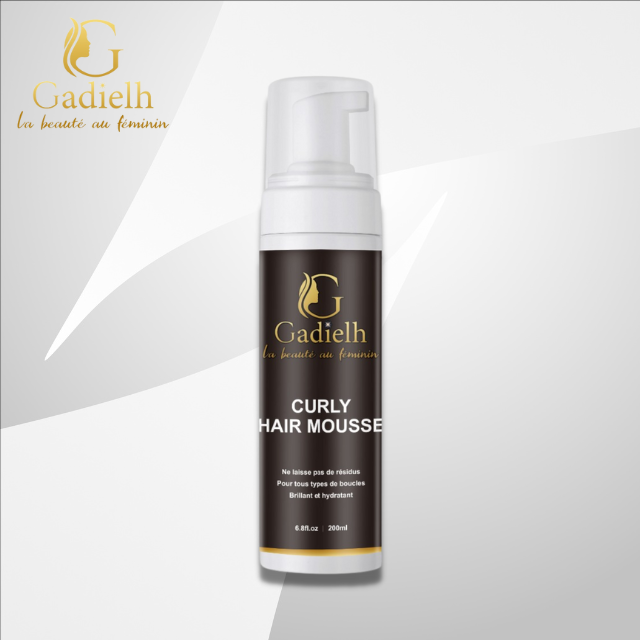 G
Gadielh
La beauté au féminin
G
Gadielh
La beauté au féminin
CURLY
HAIR MOUSSE
Ne laisse pas de résidus
Pour tous types de boucles
Brillant et hydratant
6.8fl.oz | 200ml